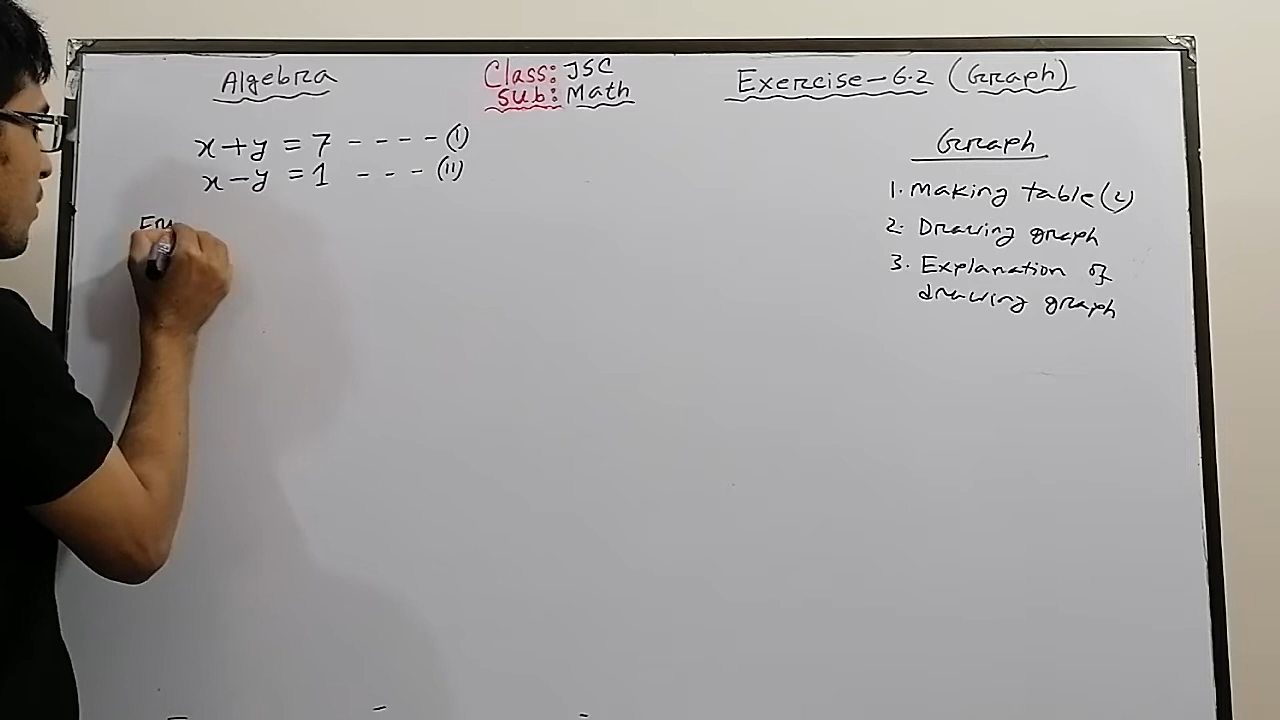 Algebra
Class: JSC
Sub: Math
Exercise-6.2 (Graph)
x+y = 7 ---- (i)
x-y = 1 --- (ii)
Graph
1. Making table(2)
2. Drawing graph
3. Explanation of
drawing graph